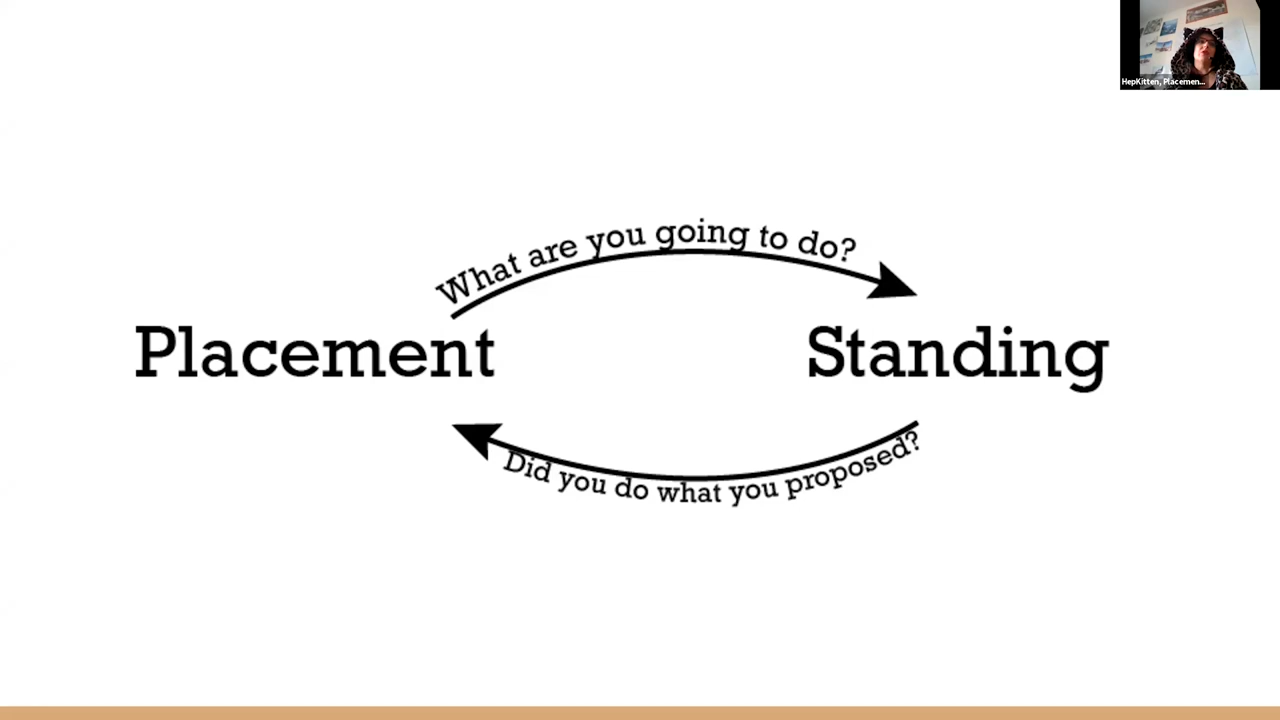 HepKitten, Placemen...
What are you going to do?
Placement
Standing
Did you do what you proposed?